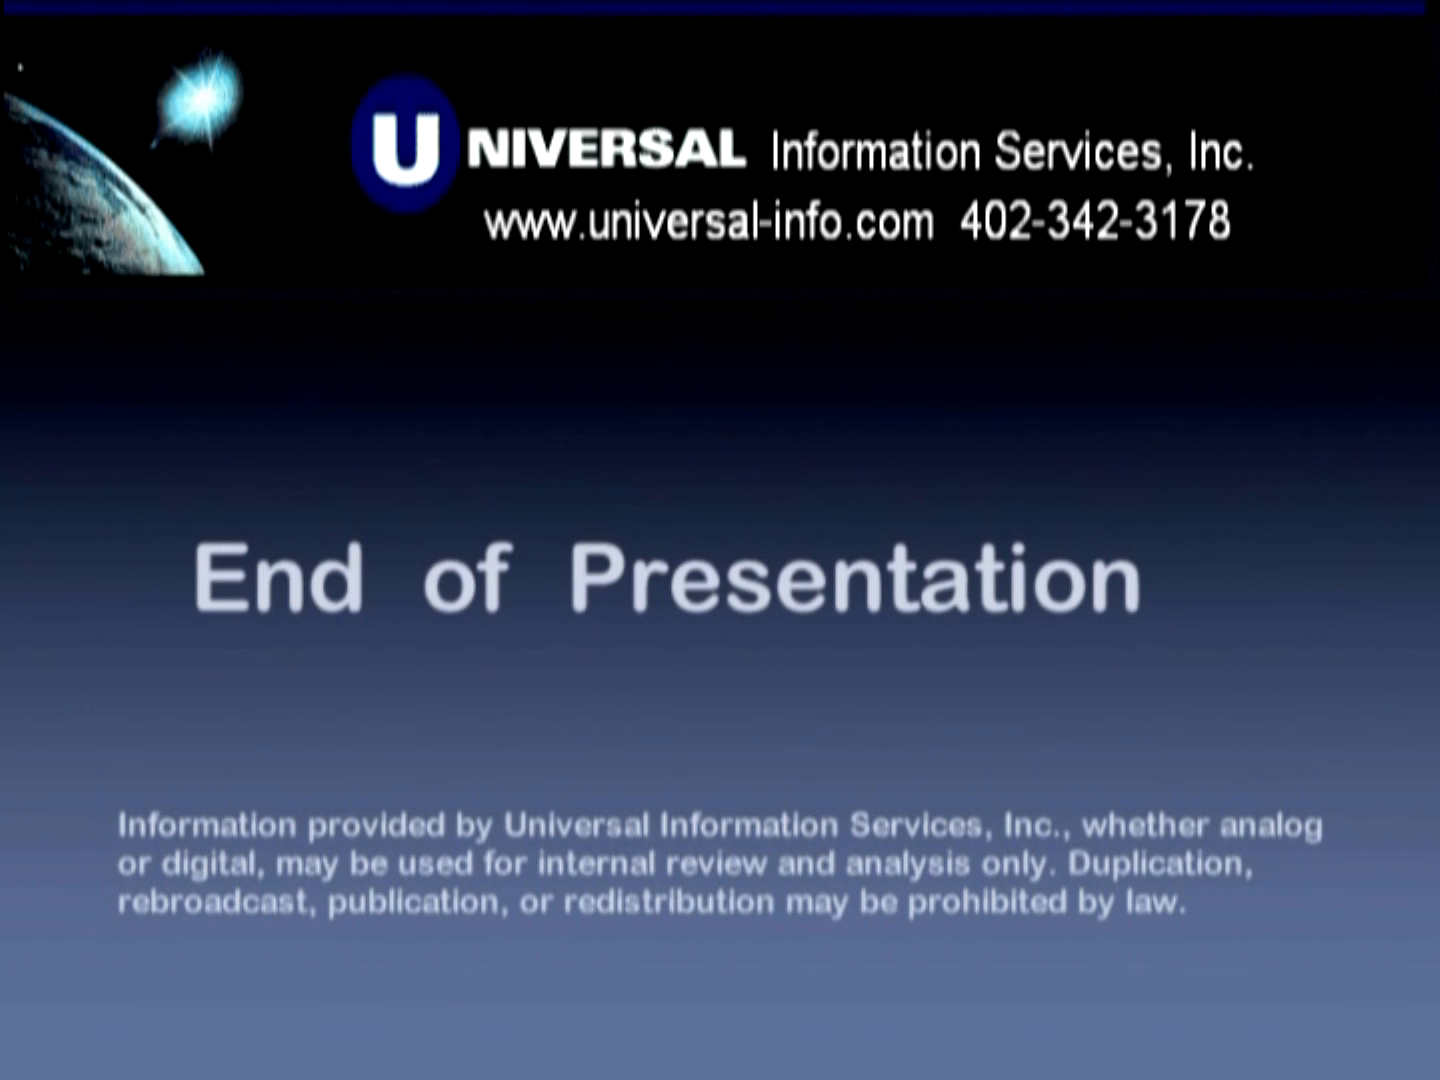 UNIVERSAL Information Services, Inc.
www.universal-info.com 402-342-3178
End of Presentation
Information provided by Universal Information Services, Inc., whether analog
or digital, may be used for internal review and analysis only. Duplication,
rebroadcast, publication, or redistribution may be prohibited by law.